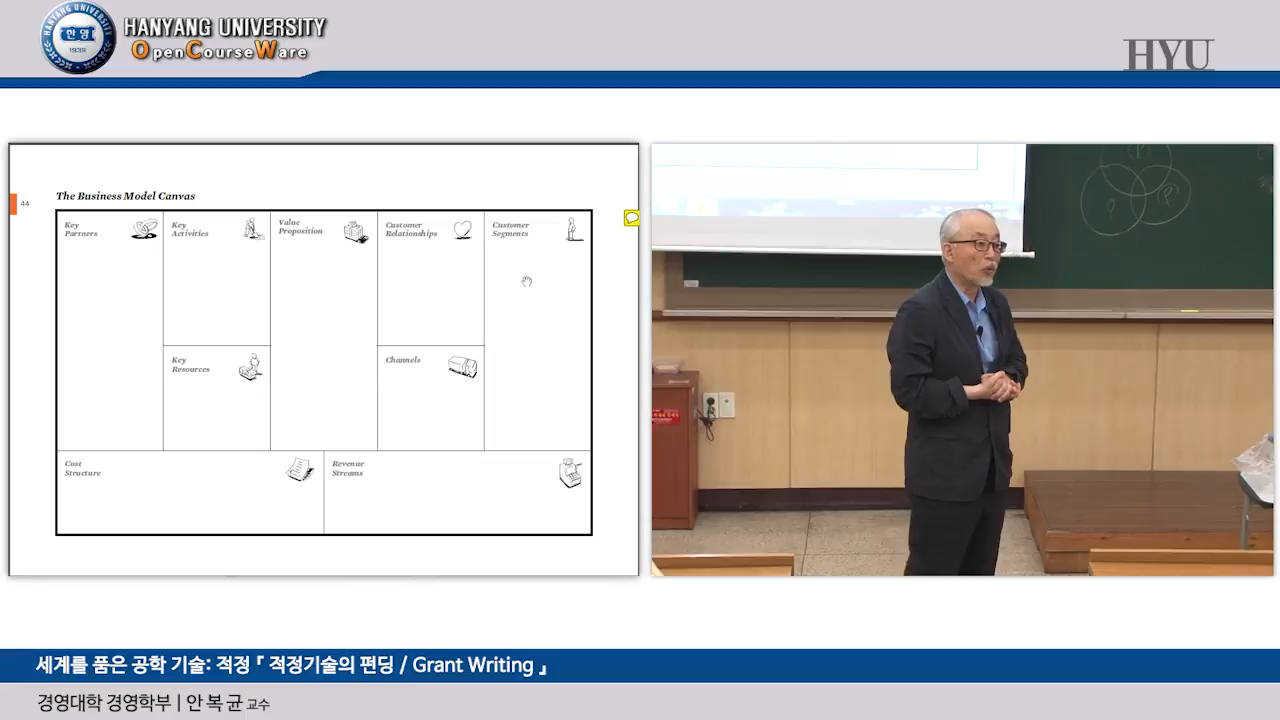 HANYANG UNIVERSITY
OpenCourseWare
한양
1939
HYU
44
The Business Model Canvas
Key
Partners
Key
Activities
Value
Proposition
Customer
Relationships
Customer
Segments
Key
Resources
Channels
Cost
Structure
Revenue
Streams
세계를 품은 공학 기술: 적정『 적정기술의 펀딩 / Grant Writing 』
경영대학 경영학부 | 안 복 균 교수